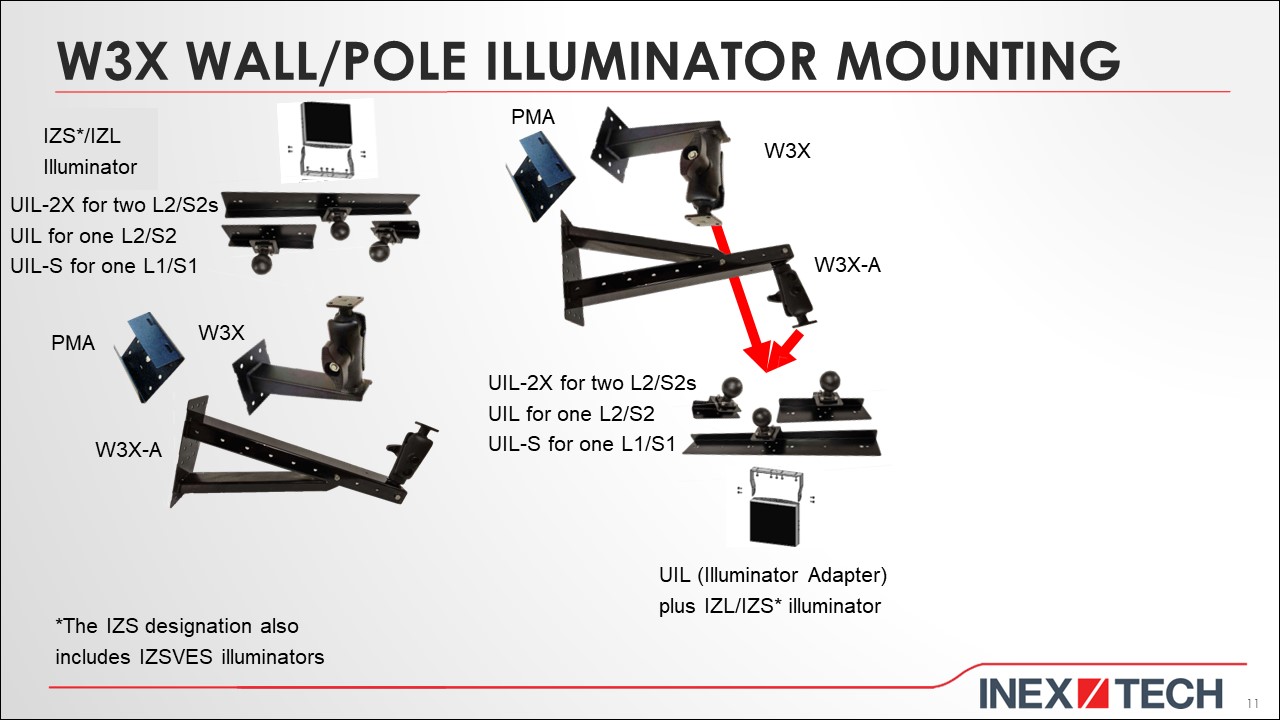 W3X WALL/POLE ILLUMINATOR MOUNTING
IZS*/IZL
Illuminator
UIL-2X for two L2/S2s
UIL for one L2/S2
UIL-S for one L1/S1
PMA
W3X
W3X-A
PMA
W3X
W3X-A
UIL-2X for two L2/S2s
UIL for one L2/S2
UIL-S for one L1/S1
UIL (Illuminator Adapter)
plus IZL/IZS* illuminator
*The IZS designation also
includes IZSVES illuminators
INEX TECH
11